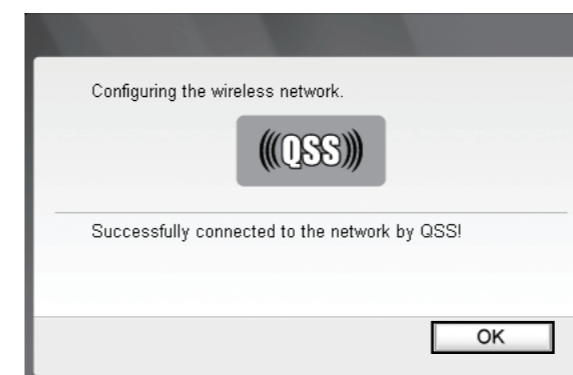 Configuring the wireless network.
(((QSS)))
Successfully connected to the network by QSS!
OK